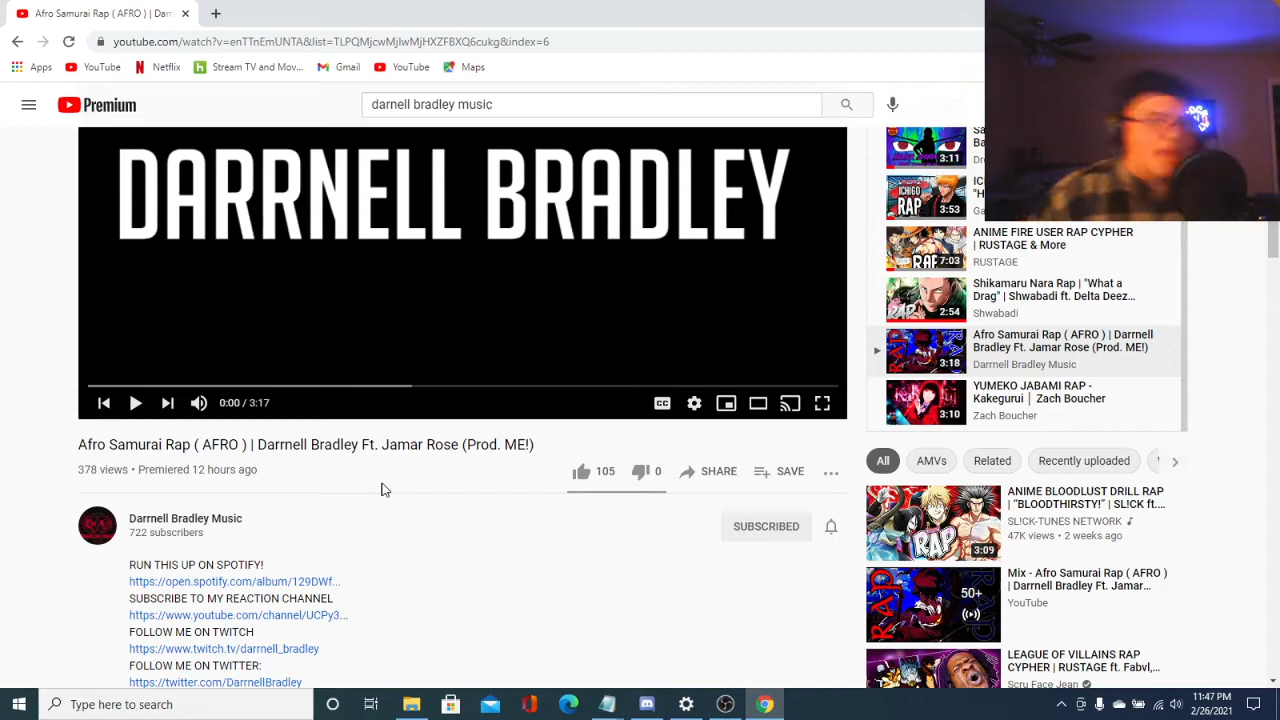 Afro Samurai Rap ( AFRO ) | Darr
youtube.com/watch?v=enTTnEmUNTA&list=TLPQMjcwMjIwMjHXZFBXQ6cukg&index=6
Apps
YouTube
Netflix
Stream TV and Mov...
Gmail
YouTube
Maps
Premium
darnell bradley music
DARRNELL BRADLEY
0:00 / 3:17
CC
Afro Samurai Rap ( AFRO ) | Darrnell Bradley Ft. Jamar Rose (Prod. ME!)
378 views • Premiered 12 hours ago
105
0
SHARE
SAVE
Darrnell Bradley Music
722 subscribers
SUBSCRIBED
RUN THIS UP ON SPOTIFY!
https://open.spotify.com/album/129DWf...
SUBSCRIBE TO MY REACTION CHANNEL
https://www.youtube.com/channel/UCPy3...
FOLLOW ME ON TWITCH
https://www.twitch.tv/darrnell_bradley
FOLLOW ME ON TWITTER:
https://twitter.com/DarrnellBradley
3:11
ICHIGO
RAP
3:53
ANIME FIRE USER RAP CYPHER
| RUSTAGE & More
RUSTAGE
7:03
Shikamaru Nara Rap | "What a
Drag" | Shwabadi ft. Delta Deez...
Shwabadi
2:54
Afro Samurai Rap ( AFRO ) | Darrnell
Bradley Ft. Jamar Rose (Prod. ME!)
Darrnell Bradley Music
3:18
YUMEKO JABAMI RAP -
Kakegurui | Zach Boucher
Zach Boucher
3:10
All
AMVs
Related
Recently uploaded
ANIME BLOODLUST DRILL RAP
| "BLOODTHIRSTY!" | SL!CK ft....
SL!CK-TUNES NETWORK
47K views • 2 weeks ago
RAP
3:09
Mix - Afro Samurai Rap ( AFRO )
| Darrnell Bradley Ft. Jamar...
YouTube
RAP
50+
LEAGUE OF VILLAINS RAP
CYPHER | RUSTAGE ft. Fabvl,...
Scru Face Jean
Type here to search
11:47 PM
2/26/2021